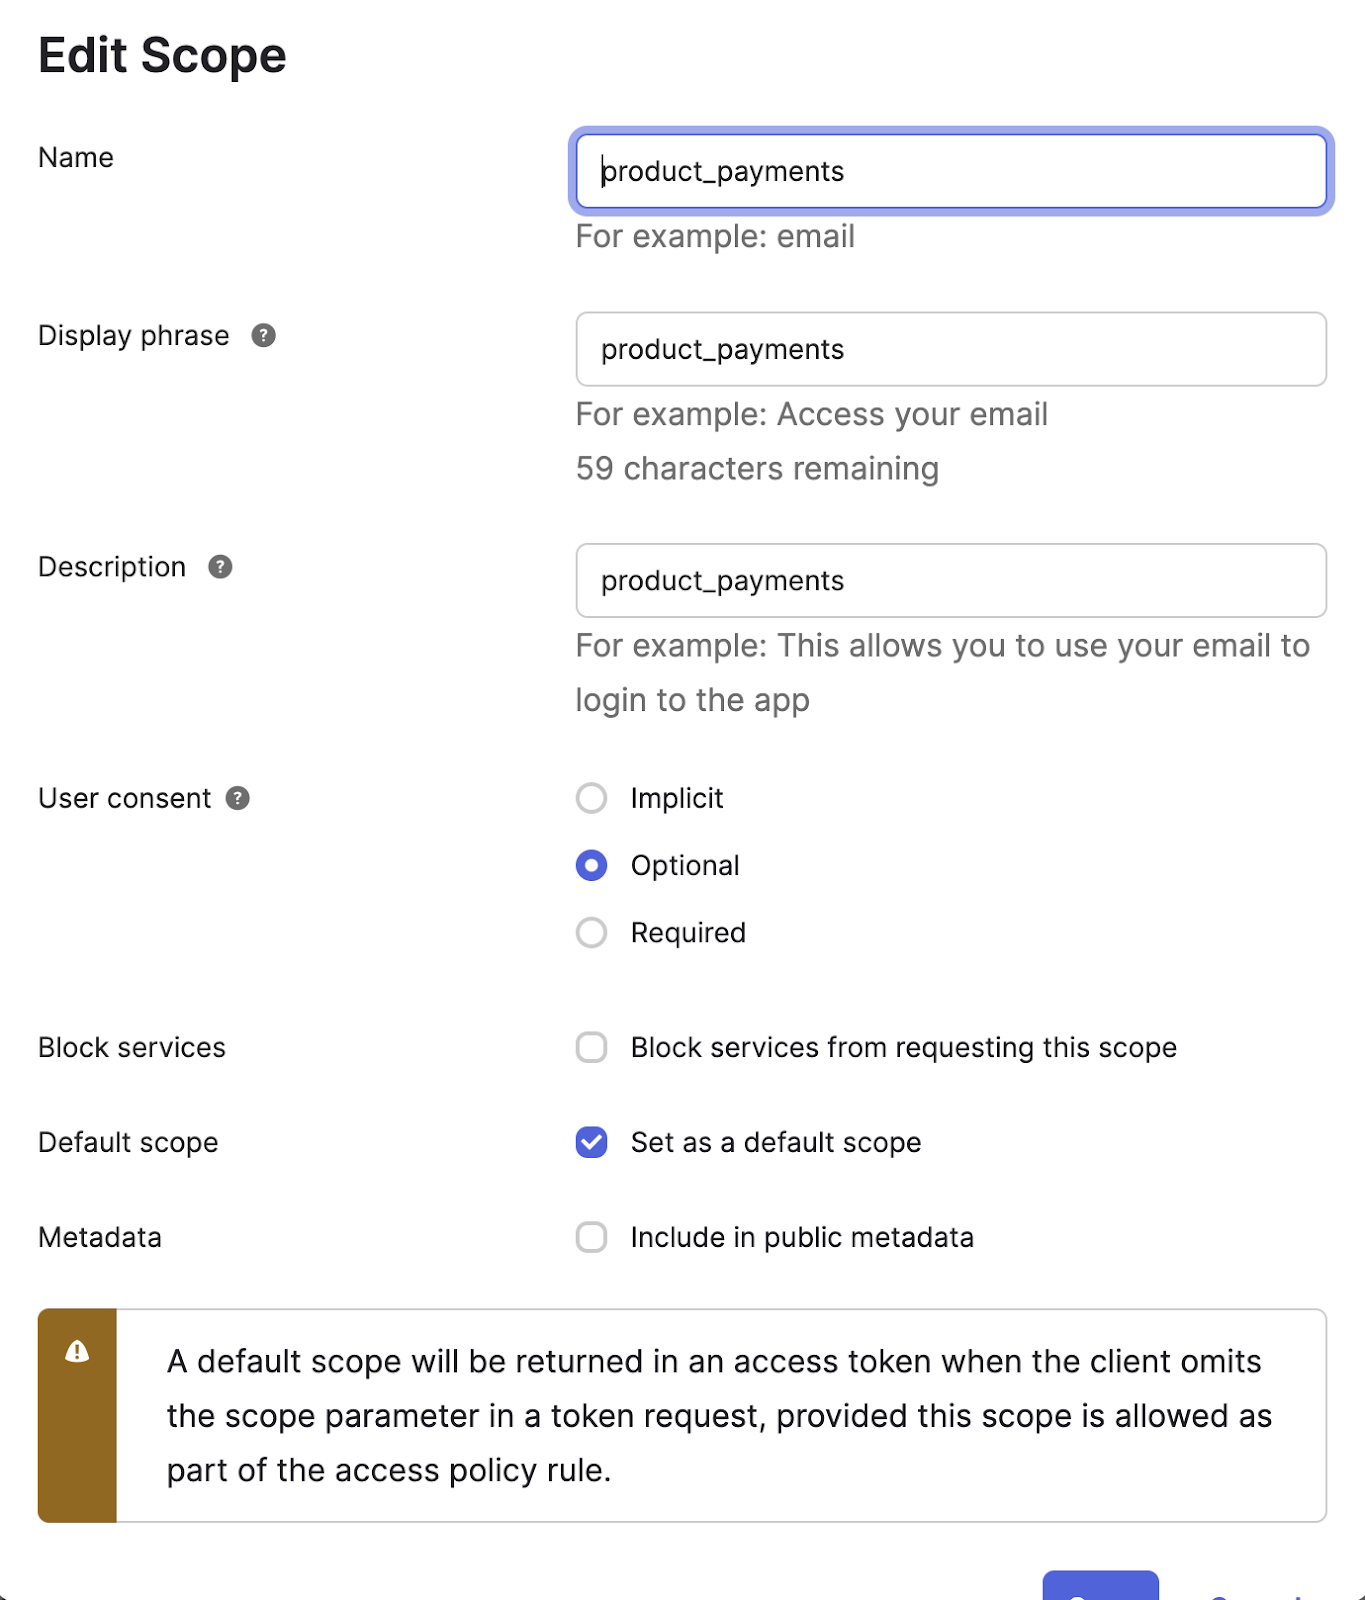 Edit Scope
Name
product_payments
For example: email
Display phrase ?
product_payments
For example: Access your email
59 characters remaining
Description ?
product_payments
For example: This allows you to use your email to
login to the app
User consent ?
Implicit
Optional
Required
Block services
Block services from requesting this scope
Default scope
Set as a default scope
Metadata
Include in public metadata
A default scope will be returned in an access token when the client omits
the scope parameter in a token request, provided this scope is allowed as
part of the access policy rule.